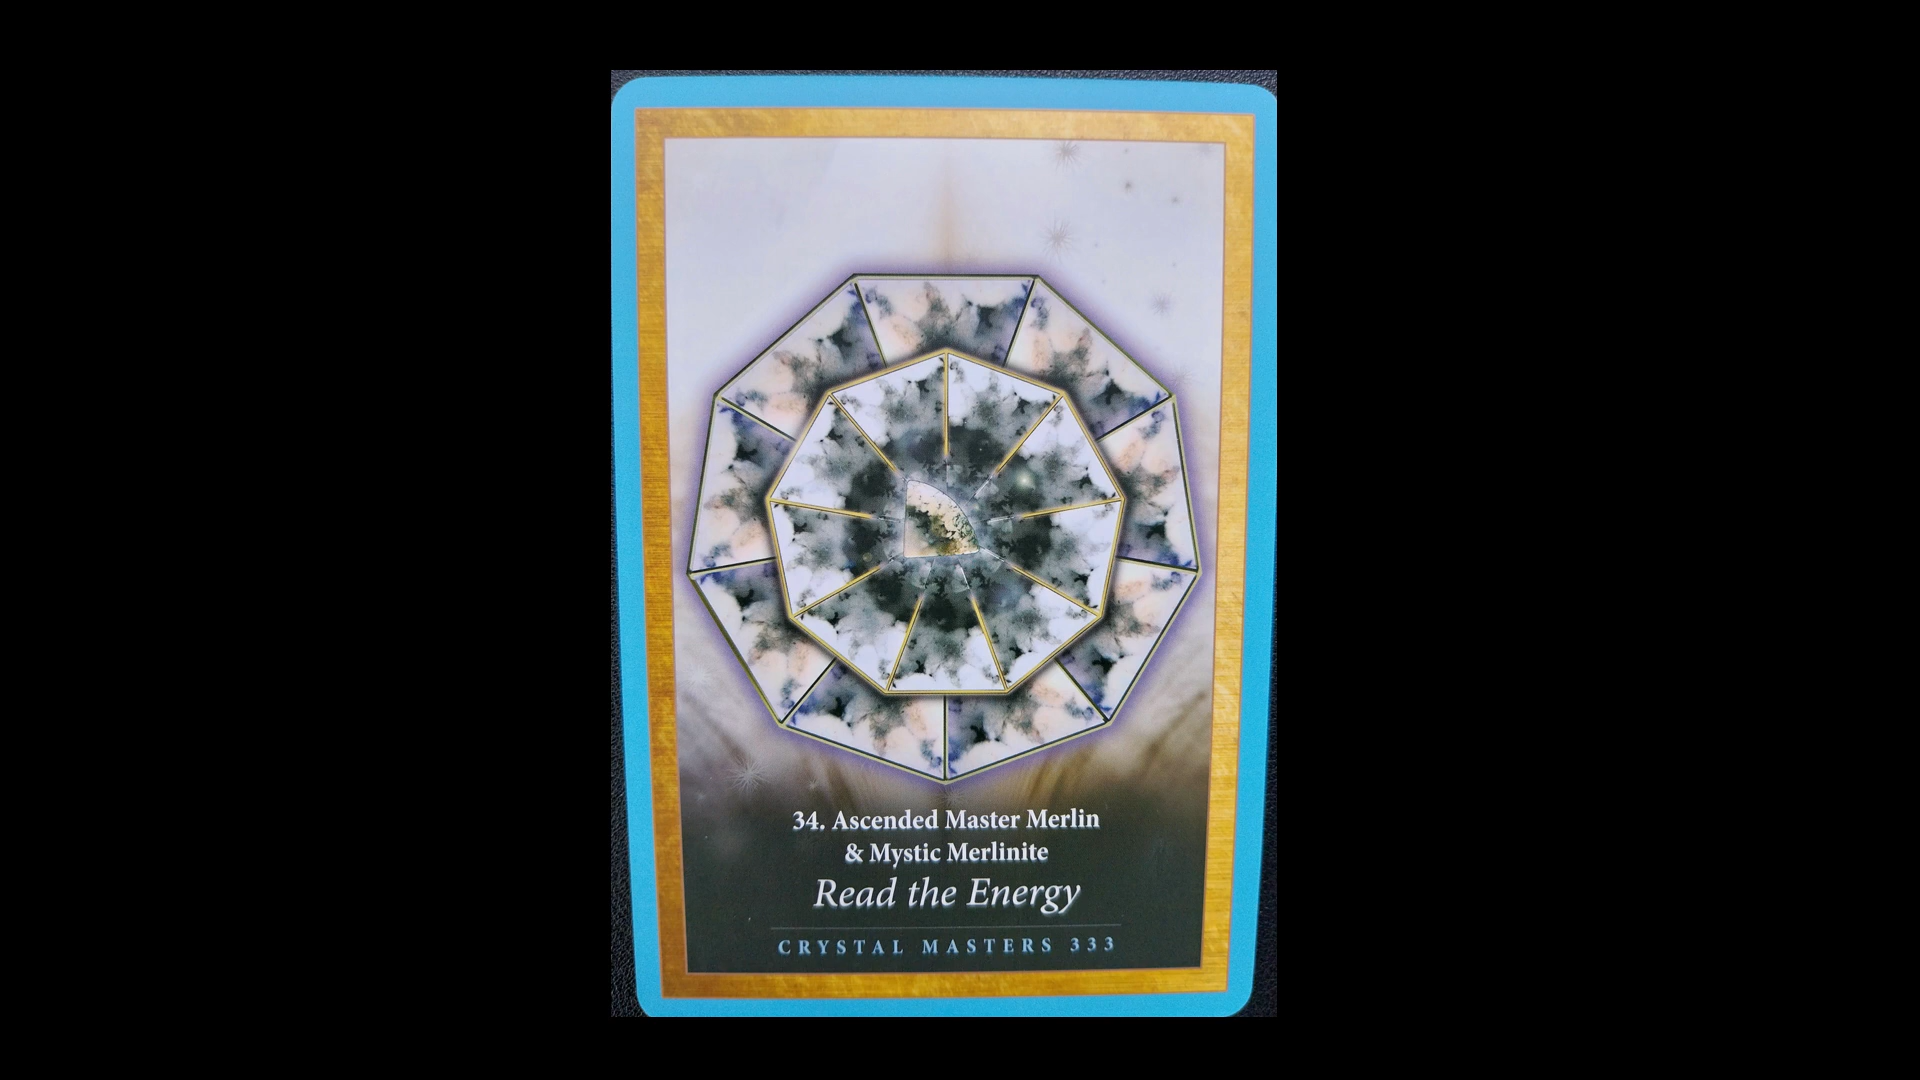 34. Ascended Master Merlin
& Mystic Merlinite
Read the Energy
CRYSTAL MASTERS 333